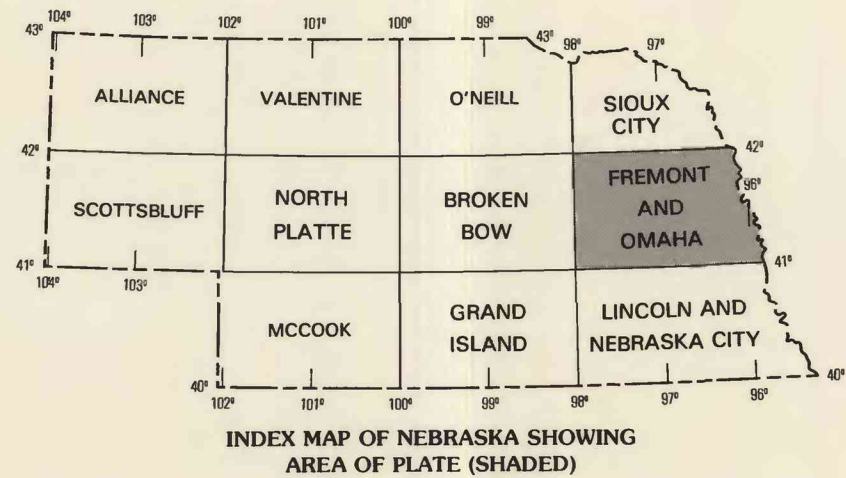 104° 103° 102° 101° 100° 99° 43° 98° 97°
43°
ALLIANCE
VALENTINE
O'NEILL
SIOUX
CITY
42° 42°
SCOTTSBLUFF
NORTH
PLATTE
BROKEN
BOW
FREMONT
AND
OMAHA
96°
41° 41°
104° 103°
MCCOOK
GRAND
ISLAND
LINCOLN AND
NEBRASKA CITY
40° 40°
102° 101° 100° 99° 98° 97° 96°
INDEX MAP OF NEBRASKA SHOWING
AREA OF PLATE (SHADED)